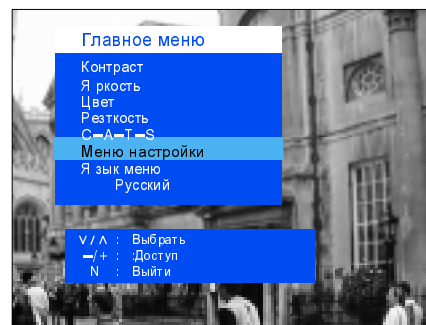 Главное меню
Контраст
Я ркость
Цвет
Резткость
C–A–T–S
Меню настройки
Я зык меню
Русский
∨ / ∧ : Выбрать
–/+ : :Доступ
N : Выйти